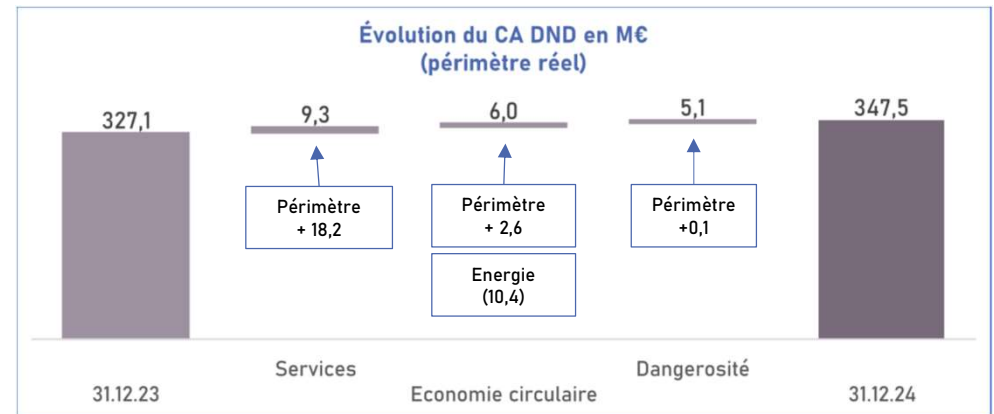 Évolution du CA DND en M€
(périmètre réel)
327,1
9,3
6,0
5,1
347,5
Périmètre
+ 18,2
Périmètre
+ 2,6
Périmètre
+0,1
Energie
(10,4)
Services
Dangerosité
31.12.23
Economie circulaire
31.12.24